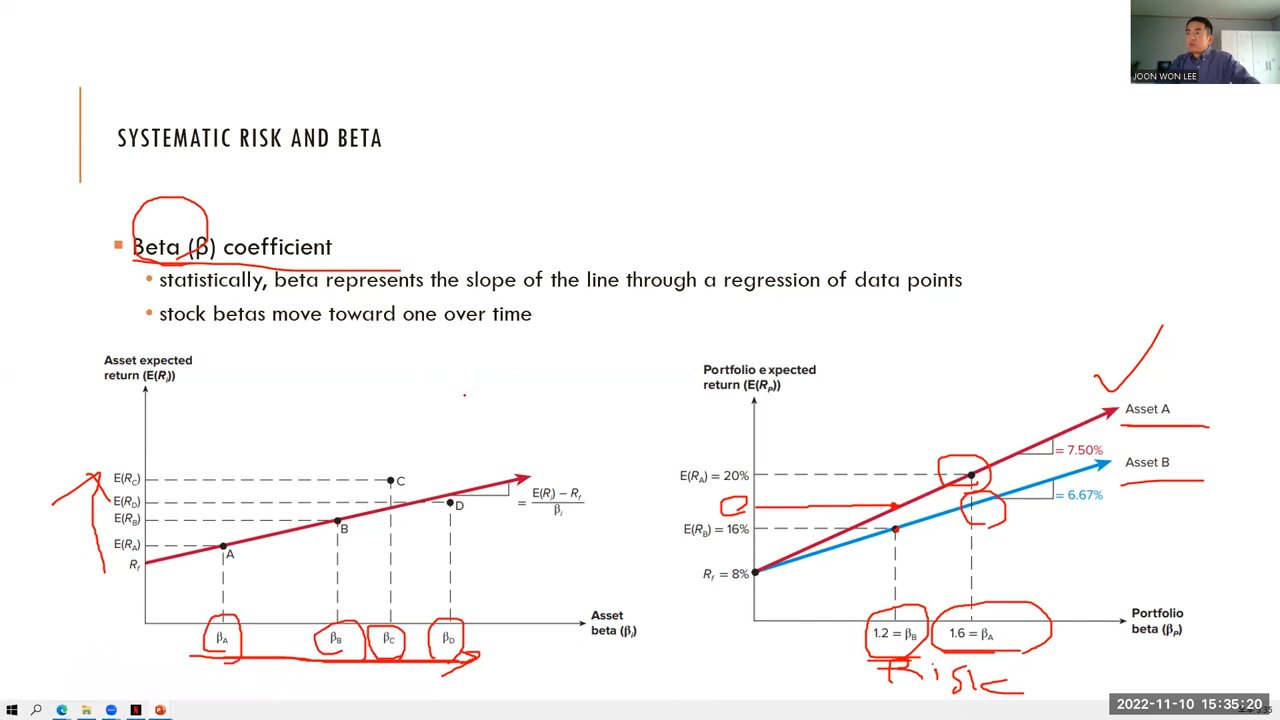 JOON WON LEE
SYSTEMATIC RISK AND BETA
Beta (β) coefficient
statistically, beta represents the slope of the line through a regression of data points
stock betas move toward one over time
Asset expected
return (E(Ri))
E(RC)
E(RD)
E(RB)
E(RA)
Rf
A
B
C
D
= E(Ri) − Rf
βi
βA
βB
βC
βD
Asset
beta (βi)
Portfolio expected
return (E(RP))
Asset A
= 7.50%
Asset B
= 6.67%
E(RA) = 20%
E(RB) = 16%
Rf = 8%
1.2 = βB
1.6 = βA
Portfolio
beta (βP)
Risk
2022-11-10 15:35:20